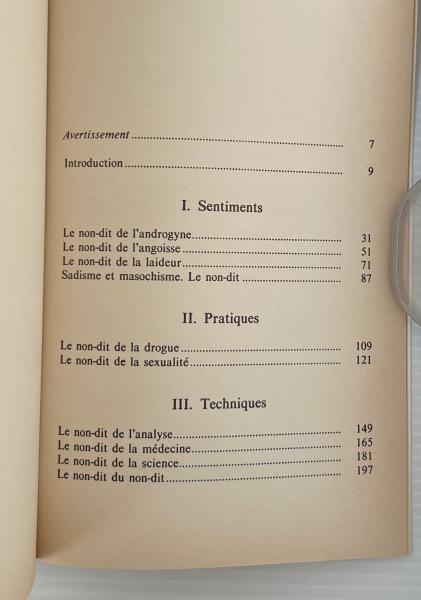 Avertissement ........................................................ 7
Introduction ........................................................ 9
I. Sentiments
Le non-dit de l'androgyne........................................ 31
Le non-dit de l'angoisse.......................................... 51
Le non-dit de la laideur.......................................... 71
Sadisme et masochisme. Le non-dit ........................... 87
II. Pratiques
Le non-dit de la drogue .......................................... 109
Le non-dit de la sexualité........................................ 121
III. Techniques
Le non-dit de l'analyse............................................ 149
Le non-dit de la médecine........................................ 165
Le non-dit de la science........................................... 181
Le non-dit du non-dit.............................................. 197